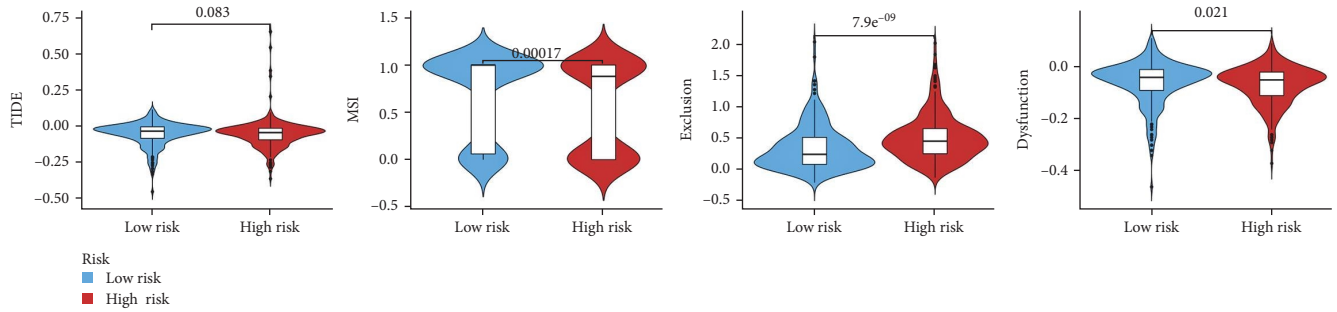 0.083
0.75
0.50
0.25
0.00
−0.25
−0.50
TIDE
Low risk
High risk
0.00017
1.5
1.0
0.5
0.0
−0.5
MSI
Low risk
High risk
7.9e−09
2.0
1.5
1.0
0.5
0.0
−0.5
Exclusion
Low risk
High risk
0.021
0.0
−0.2
−0.4
Dysfunction
Low risk
High risk
Risk
Low risk
High risk